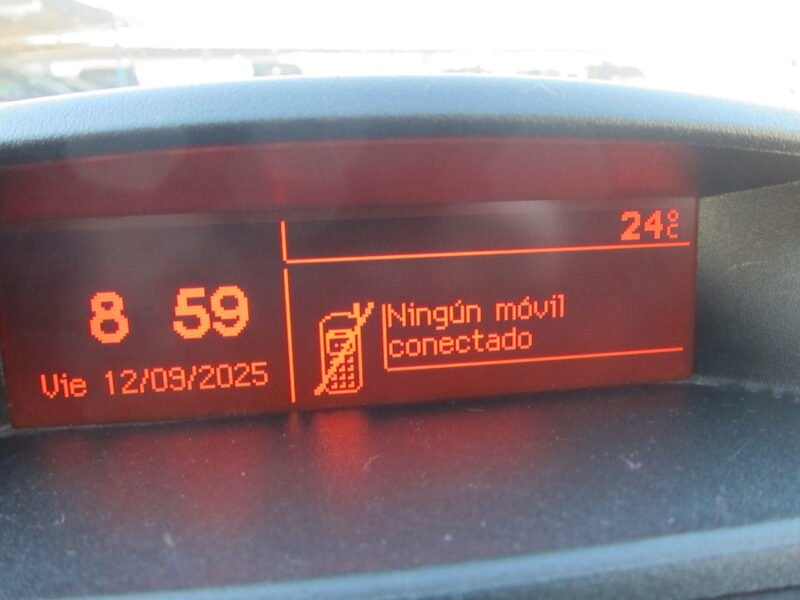 24°C
8 59
Ningún móvil
conectado
Vie 12/09/2025